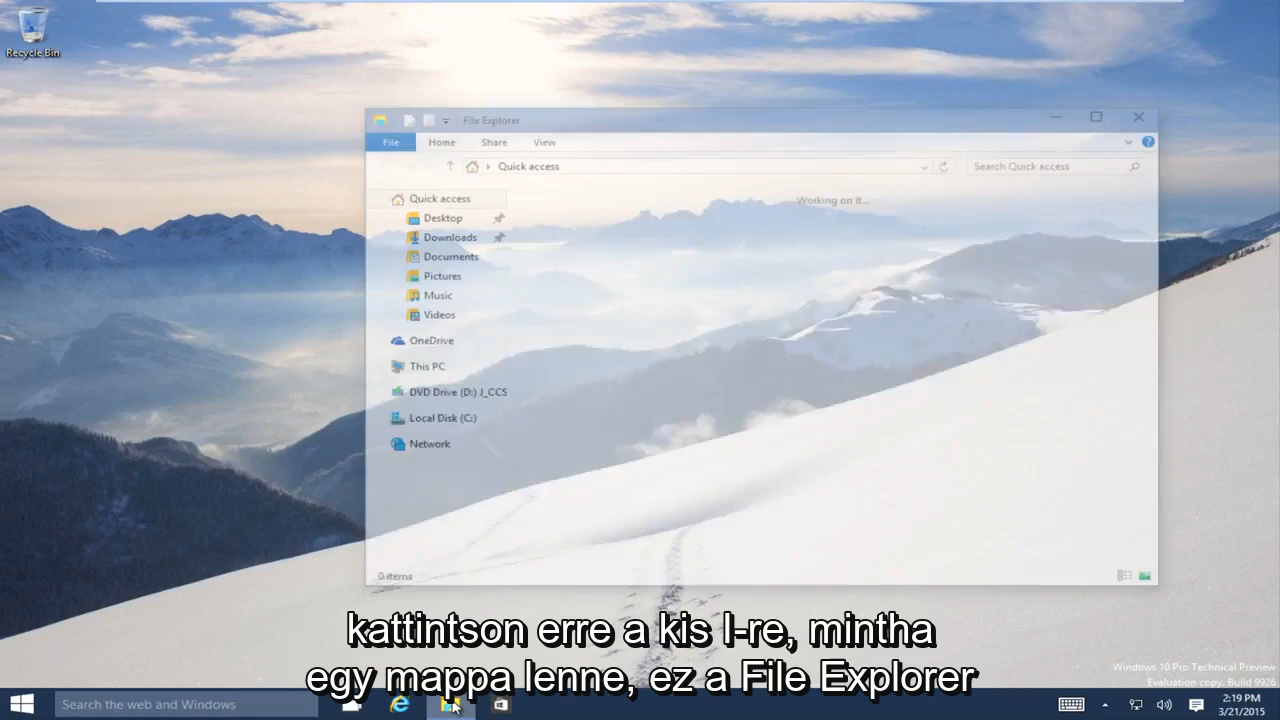 Recycle Bin
File Explorer
File Home Share View
Quick access
Search Quick access
Working on it...
Quick access
Desktop
Downloads
Documents
Pictures
Music
Videos
OneDrive
This PC
DVD Drive (D:) J_CCS
Local Disk (C:)
Network
0 items
kattintson erre a kis I-re, mintha
egy mappa lenne, ez a File Explorer
Windows 10 Pro Technical Preview
Evaluation copy. Build 9926
Search the web and Windows
2:19 PM
3/21/2015